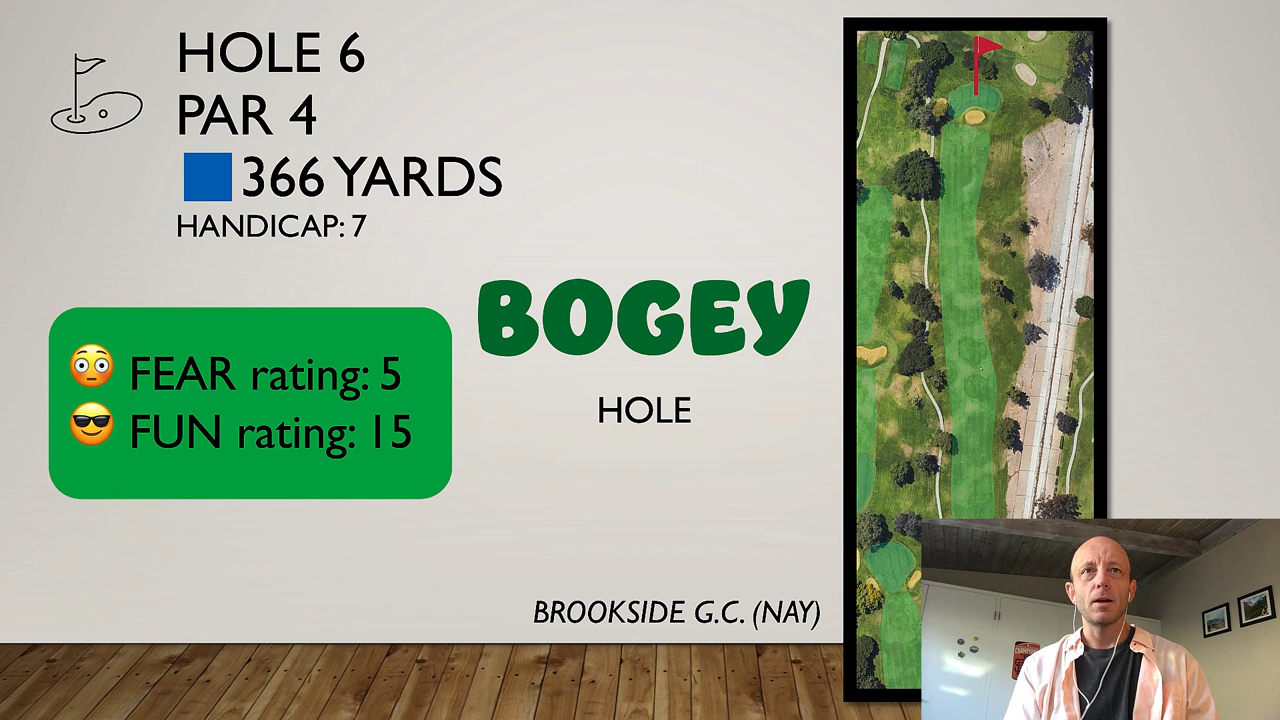 HOLE 6
PAR 4
366 YARDS
HANDICAP: 7
FEAR rating: 5
FUN rating: 15
BOGEY
HOLE
BROOKSIDE G.C. (NAY)